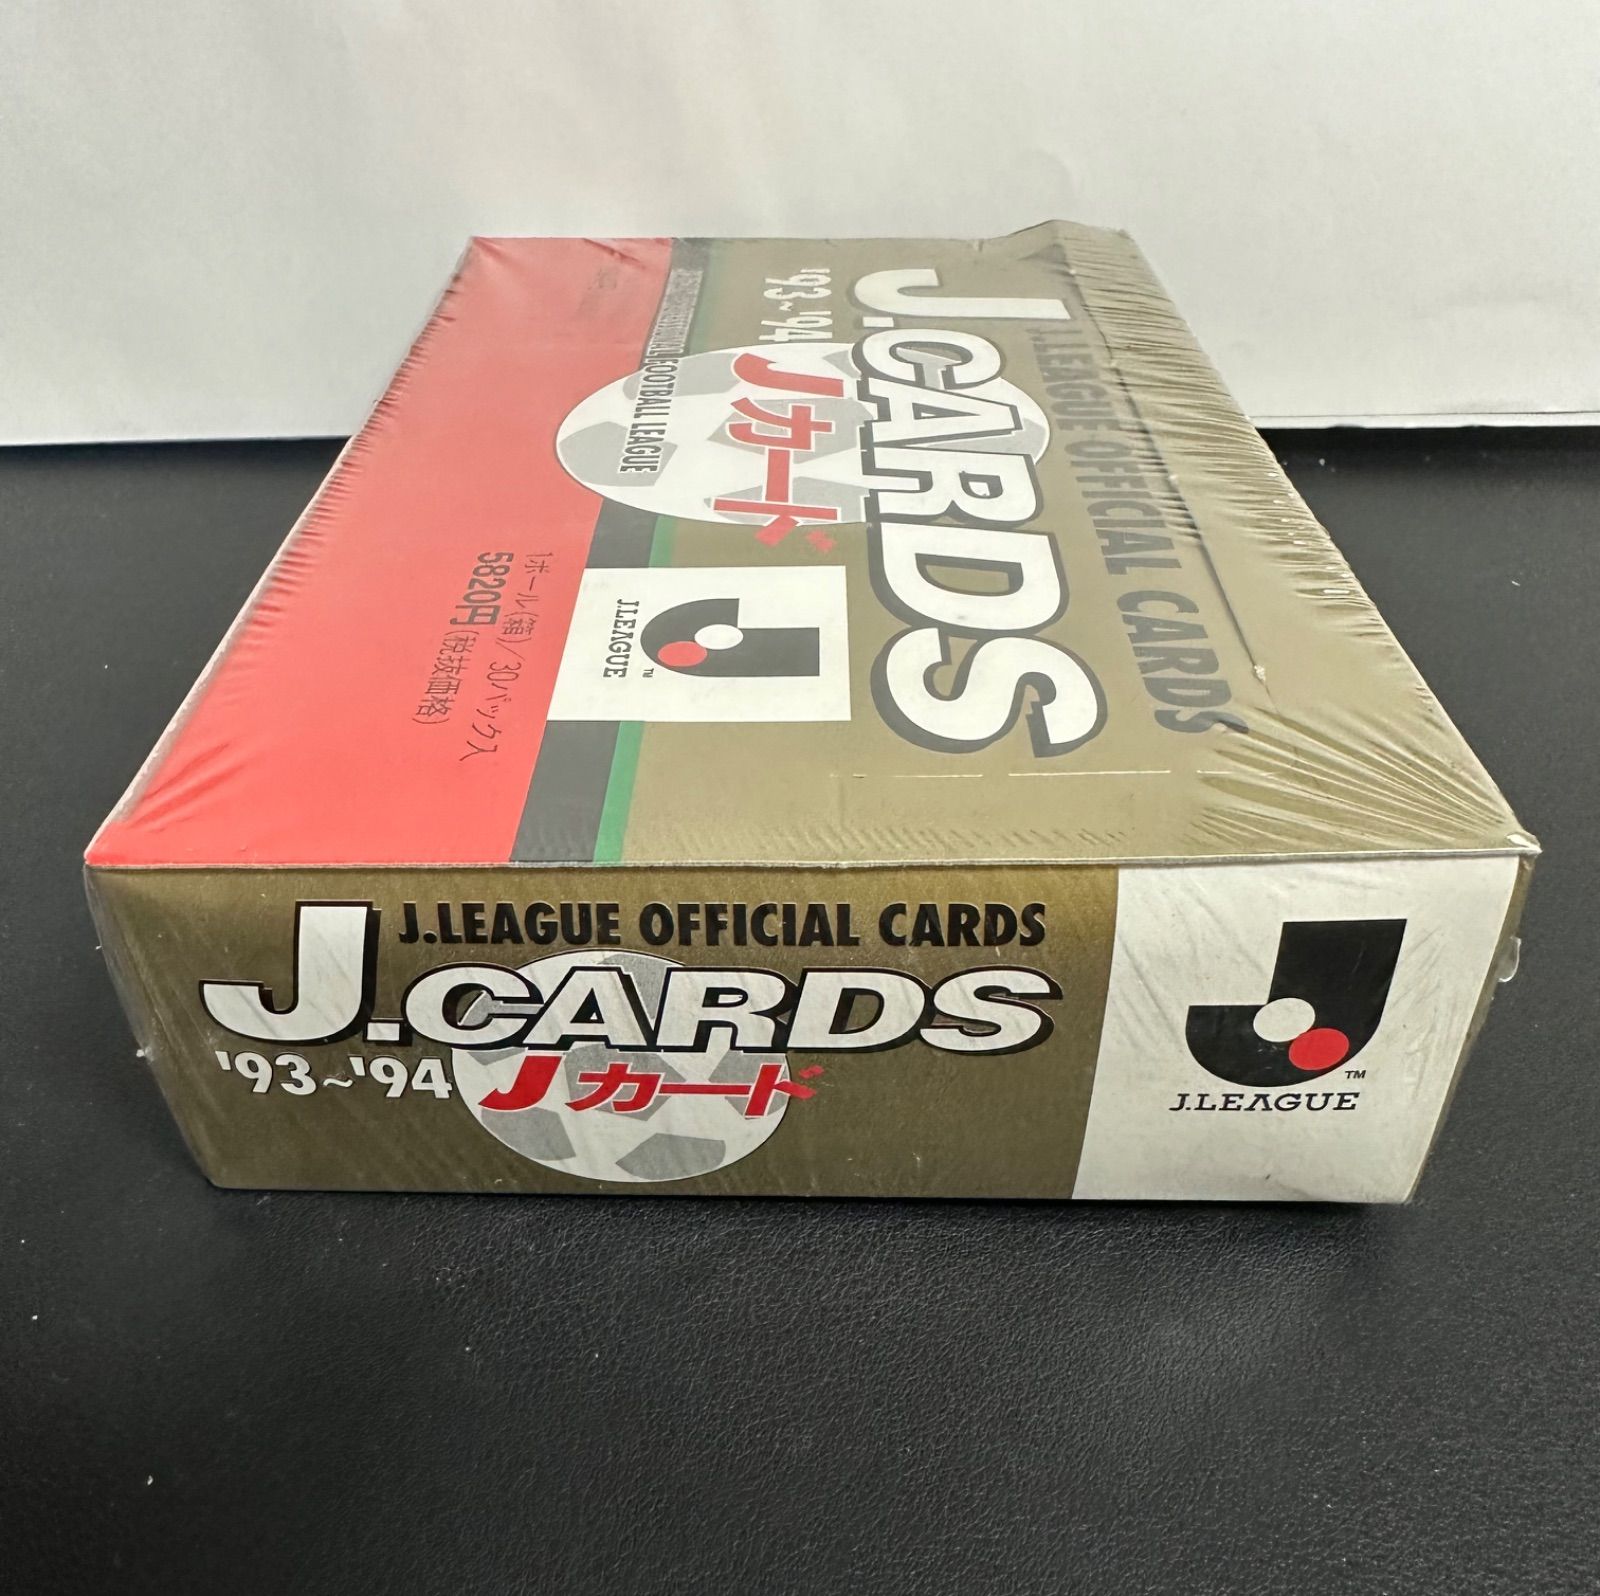 J.LEAGUE OFFICIAL CARDS
J.CARDS
'93~'94 Jカード
FOOTBALL LEAGUE
J.LEAGUE
TM
1ボール(箱)/30パック入
5820円(税抜価格)
J.LEAGUE OFFICIAL CARDS
J.CARDS
'93~'94 Jカード
TM
J.LEAGUE